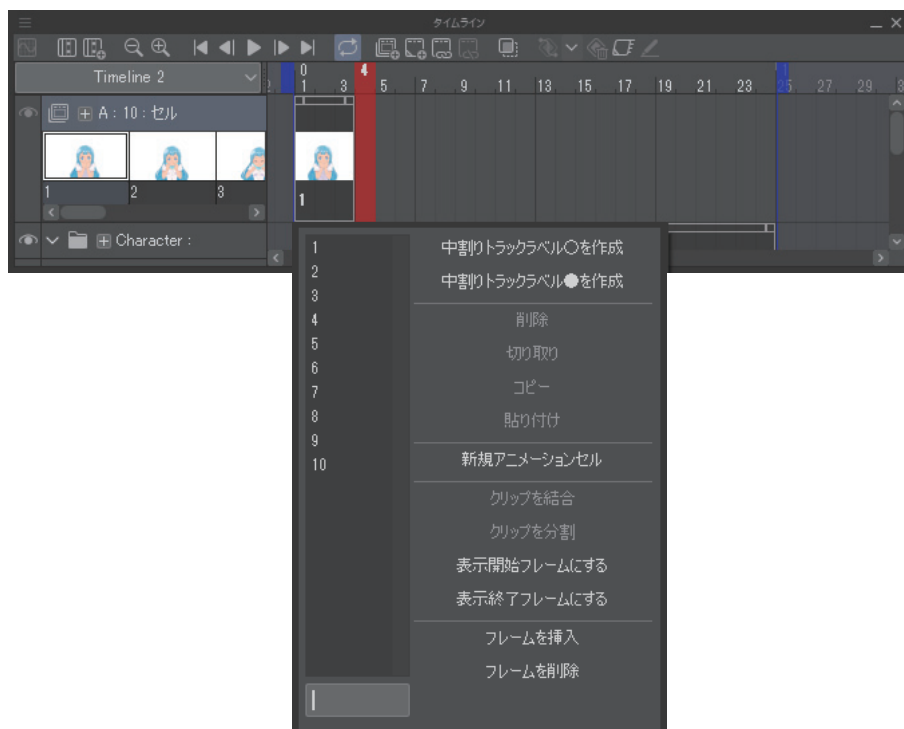 タイムライン
Timeline 2
0
4
1 3 5 7 9 11 13 15 17 19 21 23 25 27 29
A : 10 : セル
1 2 3
1
Character :
1
2
3
4
5
6
7
8
9
10
中割りトラックラベル〇を作成
中割りトラックラベル●を作成
削除
切り取り
コピー
貼り付け
新規アニメーションセル
クリップを結合
クリップを分割
表示開始フレームにする
表示終了フレームにする
フレームを挿入
フレームを削除